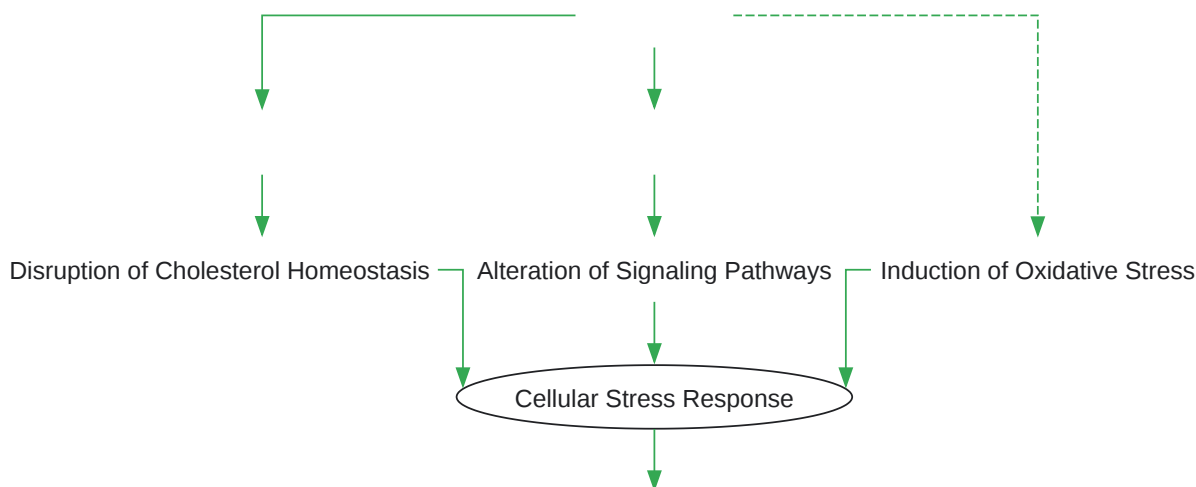 Disruption of Cholesterol Homeostasis
Alteration of Signaling Pathways
Induction of Oxidative Stress
Cellular Stress Response